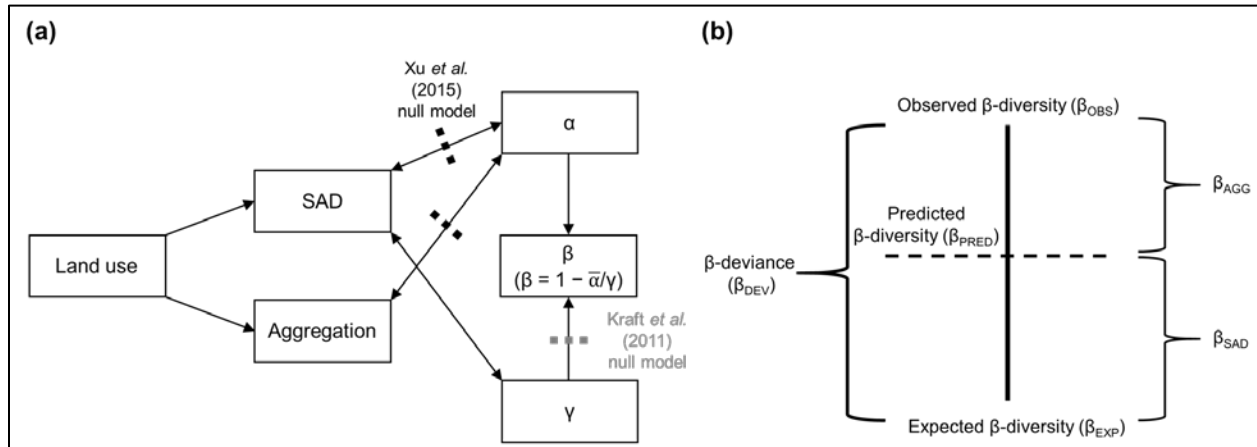 (a)
Xu et al.
(2015)
null model
α
SAD
Land use
β
(β = 1 − α̅/γ)
Aggregation
Kraft et al.
(2011)
null model
γ
(b)
Observed β-diversity (βOBS)
βAGG
Predicted
β-diversity (βPRED)
β-deviance
(βDEV)
βSAD
Expected β-diversity (βEXP)